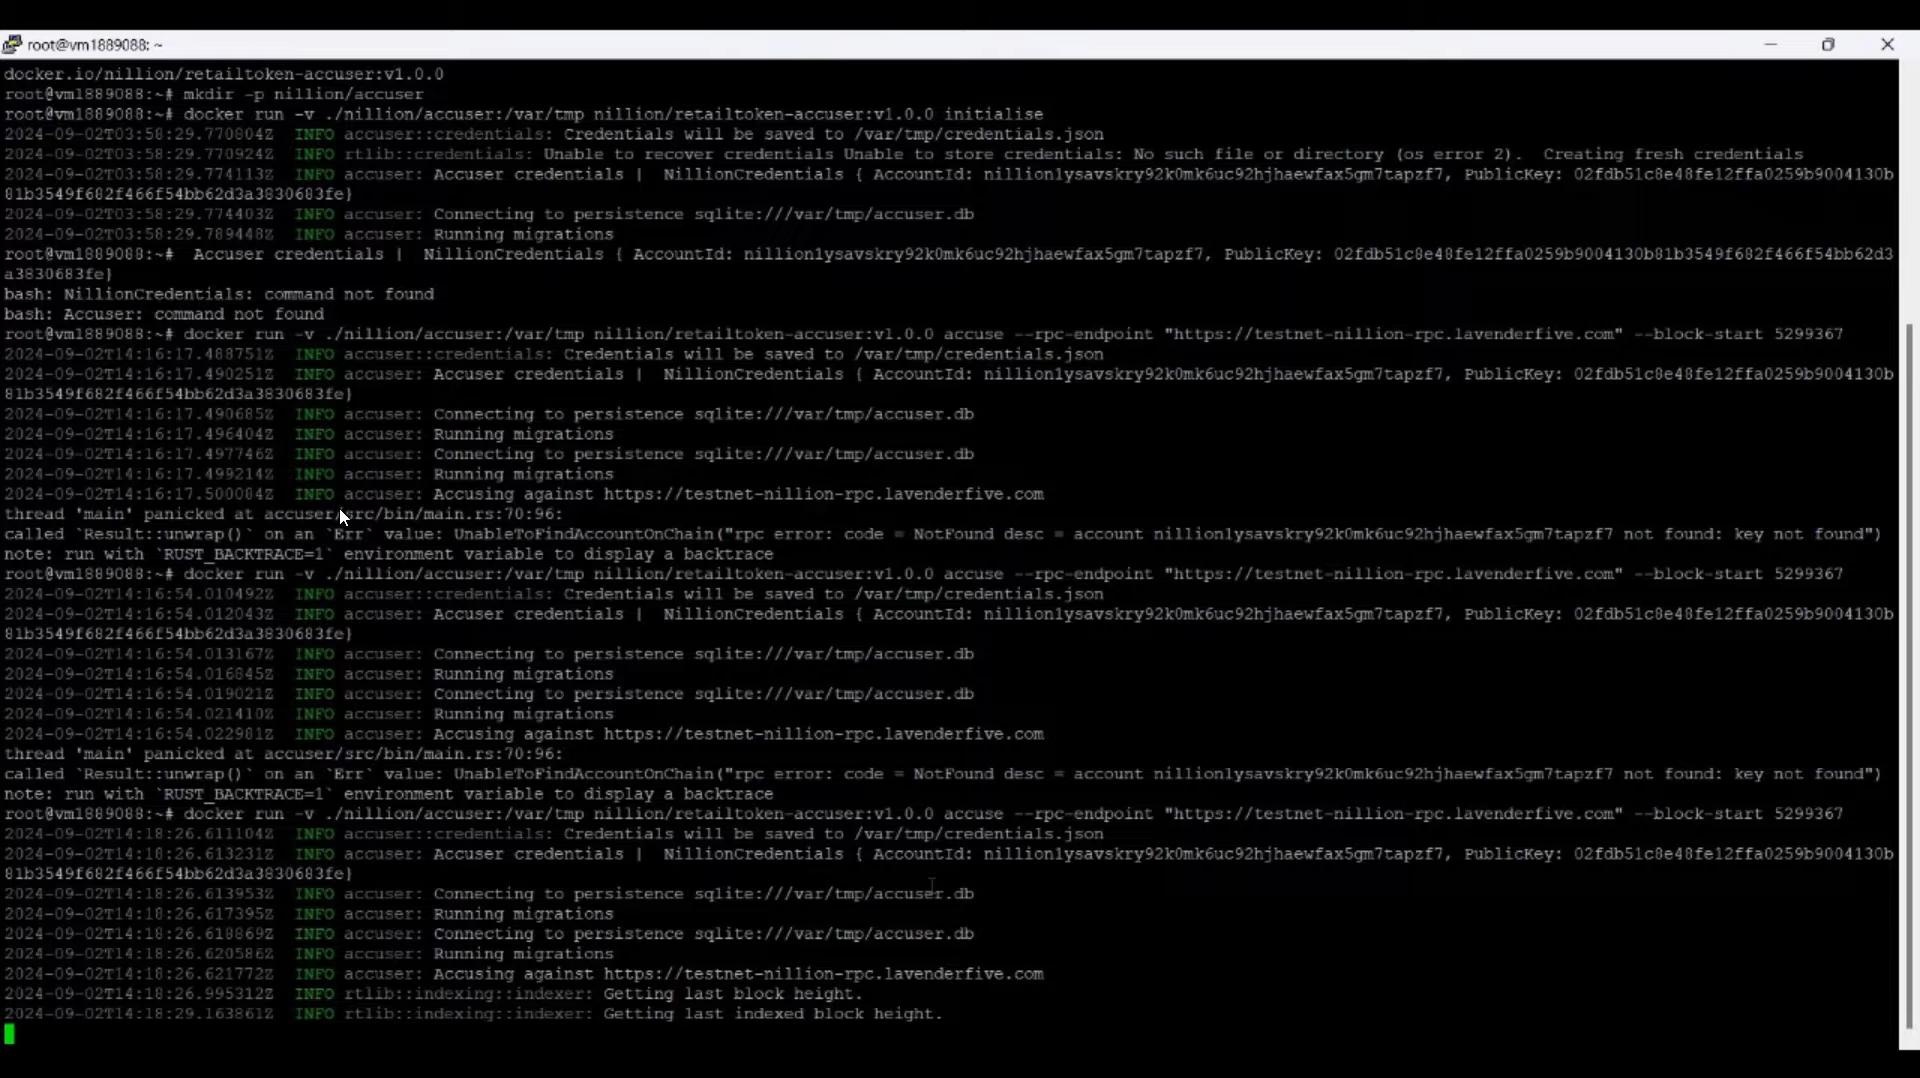 root@vm1889088: ~
docker.io/nillion/retailtoken-accuser:v1.0.0
root@vm1889088:~# mkdir -p nillion/accuser
root@vm1889088:~# docker run -v ./nillion/accuser:/var/tmp nillion/retailtoken-accuser:v1.0.0 initialise
2024-09-02T03:58:29.770804Z  INFO accuser::credentials: Credentials will be saved to /var/tmp/credentials.json
2024-09-02T03:58:29.770924Z  INFO rtlib::credentials: Unable to recover credentials Unable to store credentials: No such file or directory (os error 2).  Creating fresh credentials
2024-09-02T03:58:29.774113Z  INFO accuser: Accuser credentials |  NillionCredentials { AccountId: nillion1ysavskry92k0mk6uc92hjhaewfax5gm7tapzf7, PublicKey: 02fdb51c8e48fe12ffa0259b9004130b
81b3549f682f466f54bb62d3a3830683fe}
2024-09-02T03:58:29.774403Z  INFO accuser: Connecting to persistence sqlite:///var/tmp/accuser.db
2024-09-02T03:58:29.789448Z  INFO accuser: Running migrations
root@vm1889088:~#  Accuser credentials |  NillionCredentials { AccountId: nillion1ysavskry92k0mk6uc92hjhaewfax5gm7tapzf7, PublicKey: 02fdb51c8e48fe12ffa0259b9004130b81b3549f682f466f54bb62d3
a3830683fe}
bash: NillionCredentials: command not found
bash: Accuser: command not found
root@vm1889088:~# docker run -v ./nillion/accuser:/var/tmp nillion/retailtoken-accuser:v1.0.0 accuse --rpc-endpoint "https://testnet-nillion-rpc.lavenderfive.com" --block-start 5299367
2024-09-02T14:16:17.488751Z  INFO accuser::credentials: Credentials will be saved to /var/tmp/credentials.json
2024-09-02T14:16:17.490251Z  INFO accuser: Accuser credentials |  NillionCredentials { AccountId: nillion1ysavskry92k0mk6uc92hjhaewfax5gm7tapzf7, PublicKey: 02fdb51c8e48fe12ffa0259b9004130b
81b3549f682f466f54bb62d3a3830683fe}
2024-09-02T14:16:17.490685Z  INFO accuser: Connecting to persistence sqlite:///var/tmp/accuser.db
2024-09-02T14:16:17.496404Z  INFO accuser: Running migrations
2024-09-02T14:16:17.497746Z  INFO accuser: Connecting to persistence sqlite:///var/tmp/accuser.db
2024-09-02T14:16:17.499214Z  INFO accuser: Running migrations
2024-09-02T14:16:17.500084Z  INFO accuser: Accusing against https://testnet-nillion-rpc.lavenderfive.com
thread 'main' panicked at accuser/src/bin/main.rs:70:96:
called `Result::unwrap()` on an `Err` value: UnableToFindAccountOnChain("rpc error: code = NotFound desc = account nillion1ysavskry92k0mk6uc92hjhaewfax5gm7tapzf7 not found: key not found")
note: run with `RUST_BACKTRACE=1` environment variable to display a backtrace
root@vm1889088:~# docker run -v ./nillion/accuser:/var/tmp nillion/retailtoken-accuser:v1.0.0 accuse --rpc-endpoint "https://testnet-nillion-rpc.lavenderfive.com" --block-start 5299367
2024-09-02T14:16:54.010492Z  INFO accuser::credentials: Credentials will be saved to /var/tmp/credentials.json
2024-09-02T14:16:54.012043Z  INFO accuser: Accuser credentials |  NillionCredentials { AccountId: nillion1ysavskry92k0mk6uc92hjhaewfax5gm7tapzf7, PublicKey: 02fdb51c8e48fe12ffa0259b9004130b
81b3549f682f466f54bb62d3a3830683fe}
2024-09-02T14:16:54.013167Z  INFO accuser: Connecting to persistence sqlite:///var/tmp/accuser.db
2024-09-02T14:16:54.016845Z  INFO accuser: Running migrations
2024-09-02T14:16:54.019021Z  INFO accuser: Connecting to persistence sqlite:///var/tmp/accuser.db
2024-09-02T14:16:54.021410Z  INFO accuser: Running migrations
2024-09-02T14:16:54.022981Z  INFO accuser: Accusing against https://testnet-nillion-rpc.lavenderfive.com
thread 'main' panicked at accuser/src/bin/main.rs:70:96:
called `Result::unwrap()` on an `Err` value: UnableToFindAccountOnChain("rpc error: code = NotFound desc = account nillion1ysavskry92k0mk6uc92hjhaewfax5gm7tapzf7 not found: key not found")
note: run with `RUST_BACKTRACE=1` environment variable to display a backtrace
root@vm1889088:~# docker run -v ./nillion/accuser:/var/tmp nillion/retailtoken-accuser:v1.0.0 accuse --rpc-endpoint "https://testnet-nillion-rpc.lavenderfive.com" --block-start 5299367
2024-09-02T14:18:26.611104Z  INFO accuser::credentials: Credentials will be saved to /var/tmp/credentials.json
2024-09-02T14:18:26.613231Z  INFO accuser: Accuser credentials |  NillionCredentials { AccountId: nillion1ysavskry92k0mk6uc92hjhaewfax5gm7tapzf7, PublicKey: 02fdb51c8e48fe12ffa0259b9004130b
81b3549f682f466f54bb62d3a3830683fe}
2024-09-02T14:18:26.613953Z  INFO accuser: Connecting to persistence sqlite:///var/tmp/accuser.db
2024-09-02T14:18:26.617395Z  INFO accuser: Running migrations
2024-09-02T14:18:26.618869Z  INFO accuser: Connecting to persistence sqlite:///var/tmp/accuser.db
2024-09-02T14:18:26.620586Z  INFO accuser: Running migrations
2024-09-02T14:18:26.621772Z  INFO accuser: Accusing against https://testnet-nillion-rpc.lavenderfive.com
2024-09-02T14:18:26.995312Z  INFO rtlib::indexing::indexer: Getting last block height.
2024-09-02T14:18:29.163861Z  INFO rtlib::indexing::indexer: Getting last indexed block height.